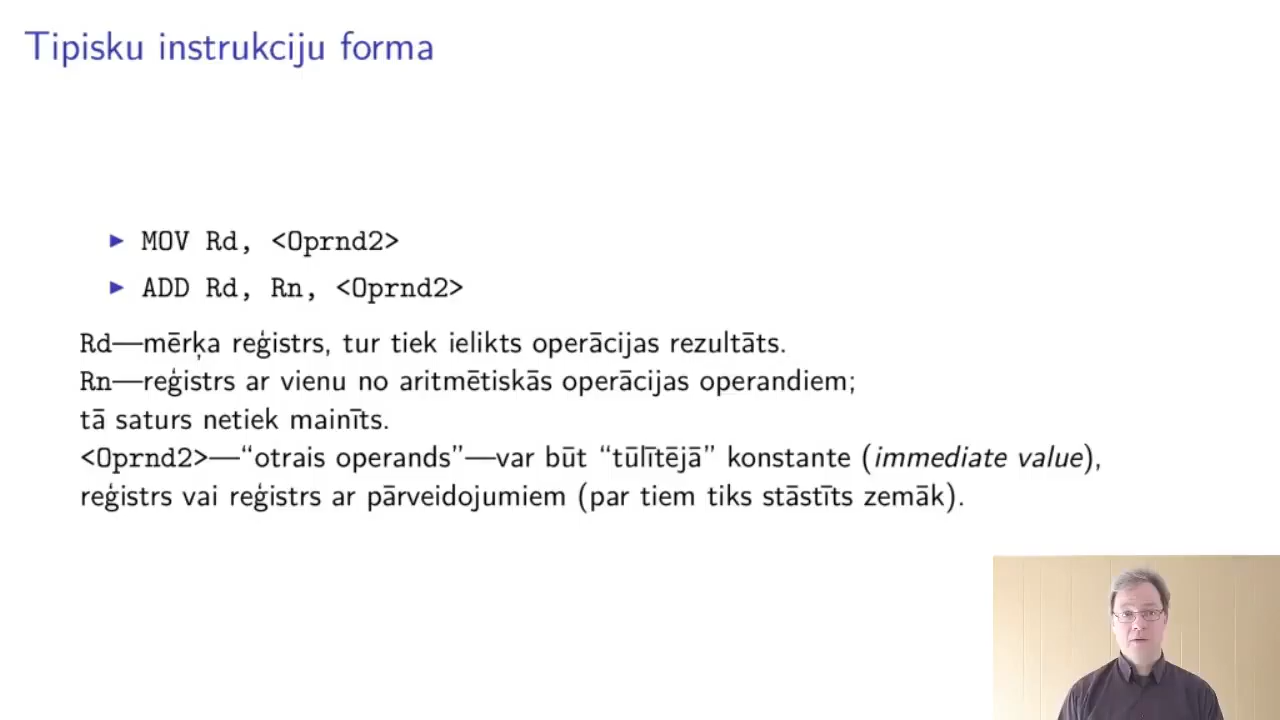 Tipisku instrukciju forma
▶ MOV Rd, <Oprnd2>
▶ ADD Rd, Rn, <Oprnd2>
Rd—mērķa reģistrs, tur tiek ielikts operācijas rezultāts.
Rn—reģistrs ar vienu no aritmētiskās operācijas operandiem;
tā saturs netiek mainīts.
<Oprnd2>—“otrais operands”—var būt “tūlītējā” konstante (immediate value),
reģistrs vai reģistrs ar pārveidojumiem (par tiem tiks stāstīts zemāk).